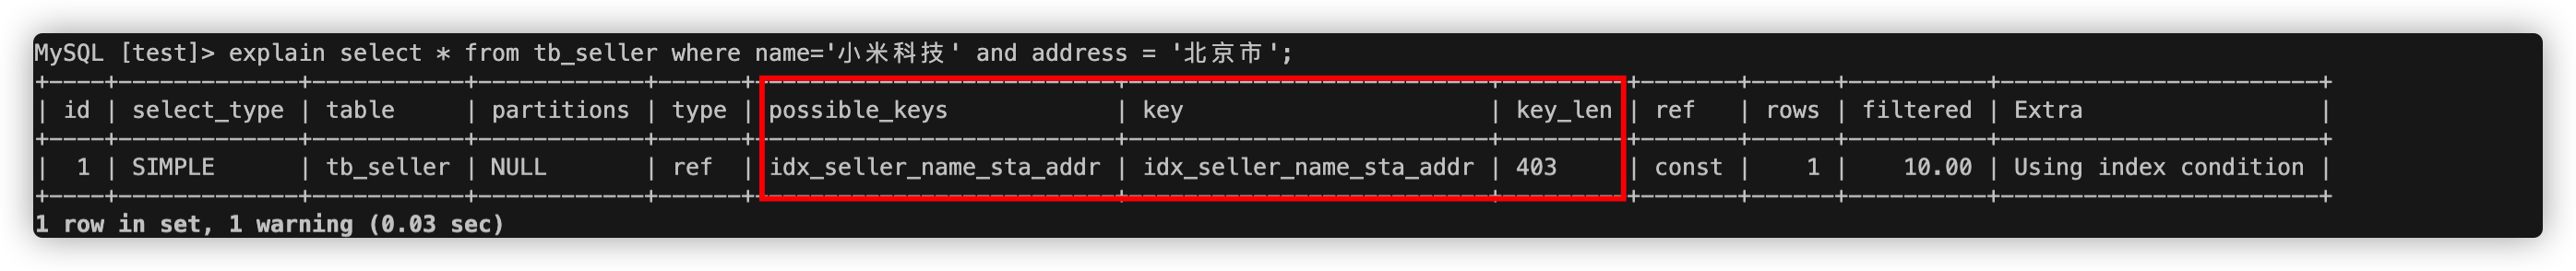 MySQL [test]> explain select * from tb_seller where name='小米科技' and address = '北京市';
+----+-------------+-----------+------------+------+--------------------------+--------------------------+---------+-------+------+----------+-----------------------+
| id | select_type | table | partitions | type | possible_keys | key | key_len | ref | rows | filtered | Extra |
+----+-------------+-----------+------------+------+--------------------------+--------------------------+---------+-------+------+----------+-----------------------+
| 1 | SIMPLE | tb_seller | NULL | ref | idx_seller_name_sta_addr | idx_seller_name_sta_addr | 403 | const | 1 | 10.00 | Using index condition |
+----+-------------+-----------+------------+------+--------------------------+--------------------------+---------+-------+------+----------+-----------------------+
1 row in set, 1 warning (0.03 sec)